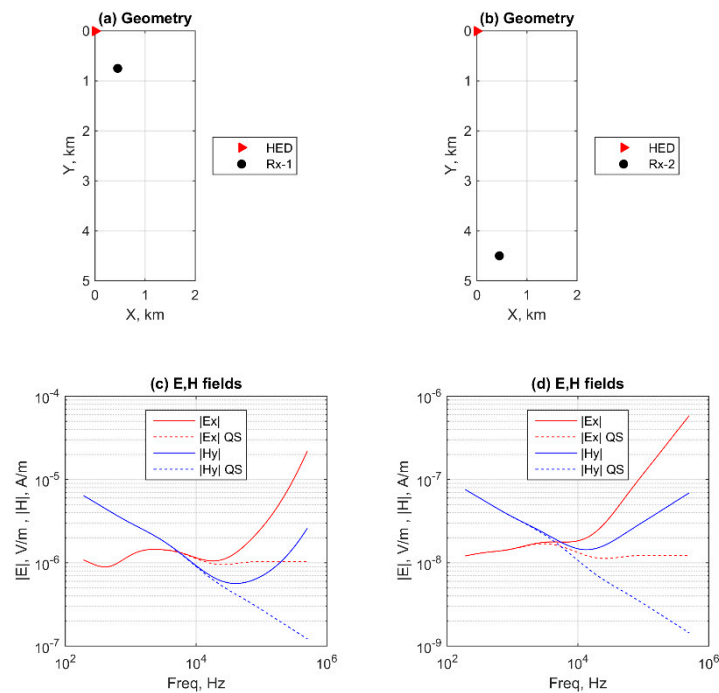 (a) Geometry
0
1
2
3
4
5
Y, km
0
1
2
X, km
HED
Rx-1
(b) Geometry
0
1
2
3
4
5
Y, km
0
1
2
X, km
HED
Rx-2
(c) E,H fields
10^-4
10^-5
10^-6
10^-7
|E|, V/m , |H|, A/m
|Ex|
|Ex| QS
|Hy|
|Hy| QS
10^2
10^4
10^6
Freq, Hz
(d) E,H fields
10^-6
10^-7
10^-8
10^-9
|E|, V/m , |H|, A/m
|Ex|
|Ex| QS
|Hy|
|Hy| QS
10^2
10^4
10^6
Freq, Hz